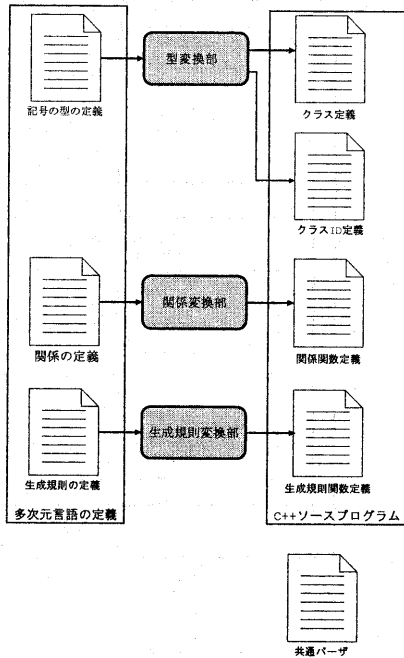 型変換部
記号の型の定義
クラス定義
クラスID定義
関係変換部
関係の定義
関係関数定義
生成規則変換部
生成規則の定義
生成規則関数定義
多次元言語の定義
C++ソースプログラム
共通パーザ